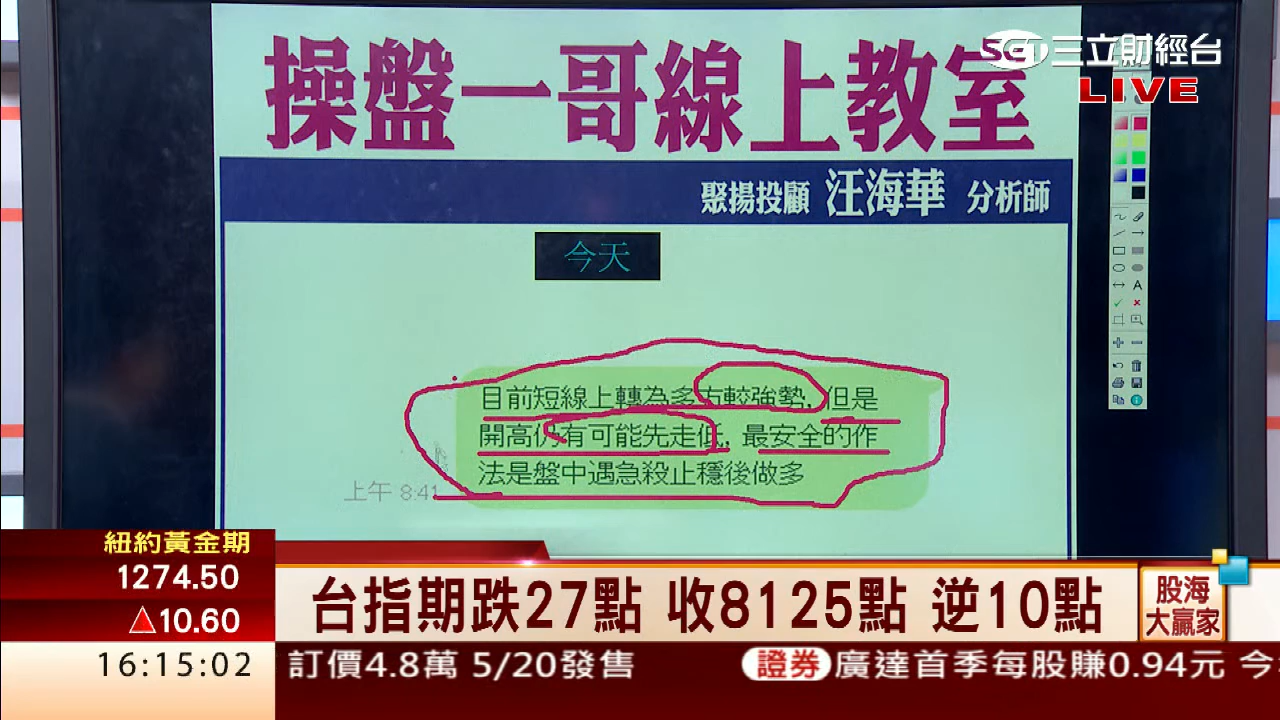 操盤一哥線上教室
SET三立財經台
LIVE
聚揚投顧 汪海華 分析師
今天
目前短線上轉為多方較強勢，但是
開高仍有可能先走低，最安全的作
法是盤中遇急殺止穩後做多
上午 8:41
紐約黃金期
1274.50
△10.60
台指期跌27點 收8125點 逆10點
股海
大贏家
16:15:02
訂價4.8萬 5/20發售
證券 廣達首季每股賺0.94元 今